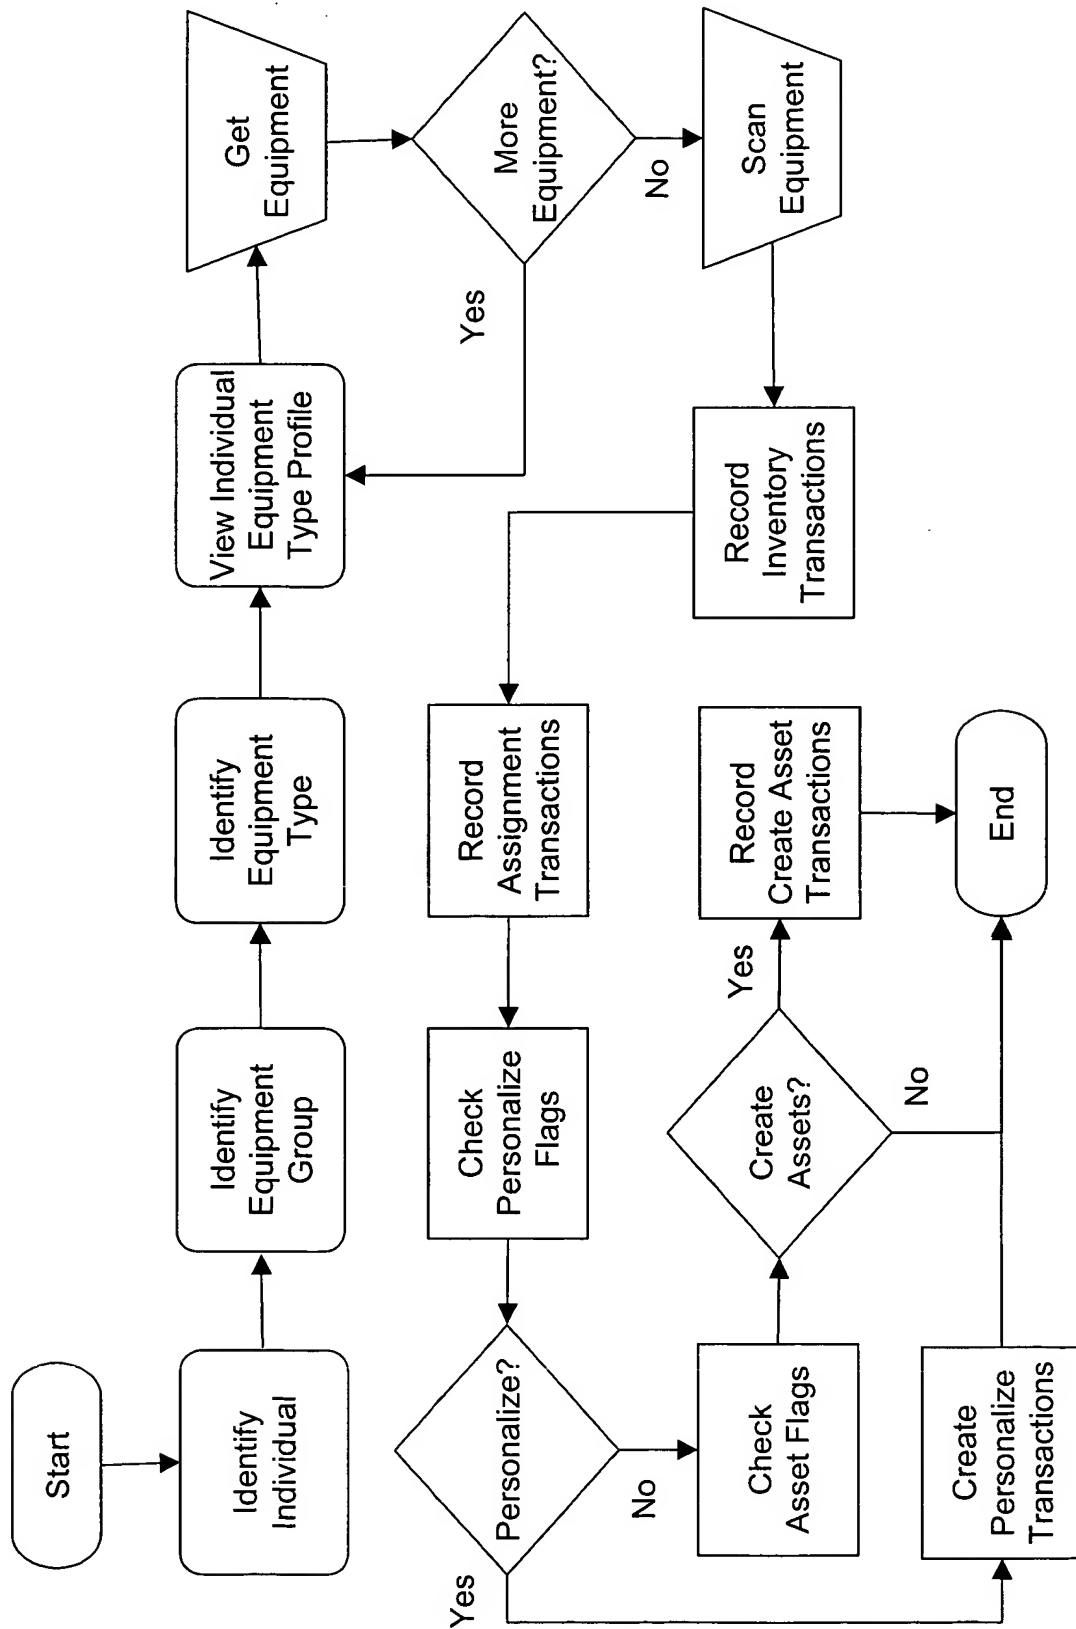 Start
Identify
Individual
Identify
Equipment
Group
Identify
Equipment
Type
View Individual
Equipment
Type Profile
Get
Equipment
More
Equipment?
Yes
No
Scan
Equipment
Record
Inventory
Transactions
Record
Assignment
Transactions
Check
Personalize
Flags
Personalize?
Yes
No
Check
Asset Flags
Create
Assets?
Yes
No
Record
Create Asset
Transactions
Create
Personalize
Transactions
End